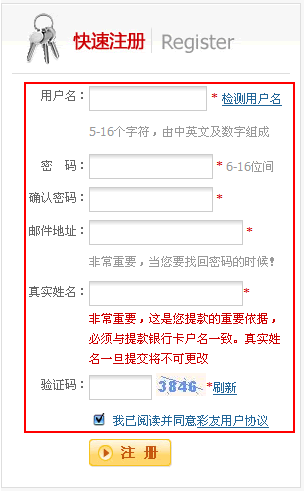 快速注册 Register
用户名： * 检测用户名
5-16个字符，由中英文及数字组成
密 码： * 6-16位间
确认密码： *
邮件地址： *
非常重要，当您要找回密码的时候！
真实姓名： *
非常重要，这是您提款的重要依据，
必须与提款银行卡户名一致。真实姓
名一旦提交将不可更改
验证码： 3846 *刷新
我已阅读并同意彩友用户协议
注 册